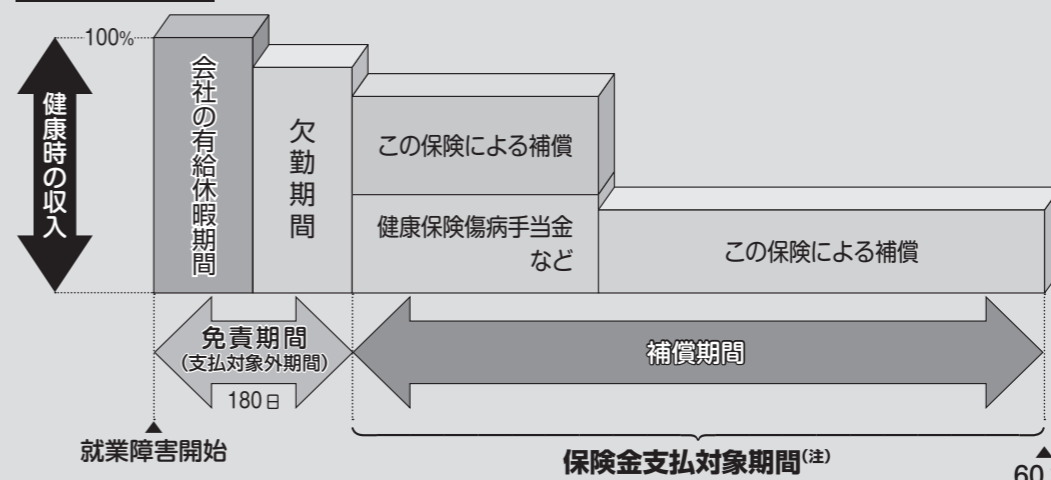 100%
健康時の収入
会社の有給休暇期間
欠勤期間
この保険による補償
健康保険傷病手当金
など
この保険による補償
免責期間
(支払対象外期間)
180日
補償期間
就業障害開始
保険金支払対象期間(注)
60